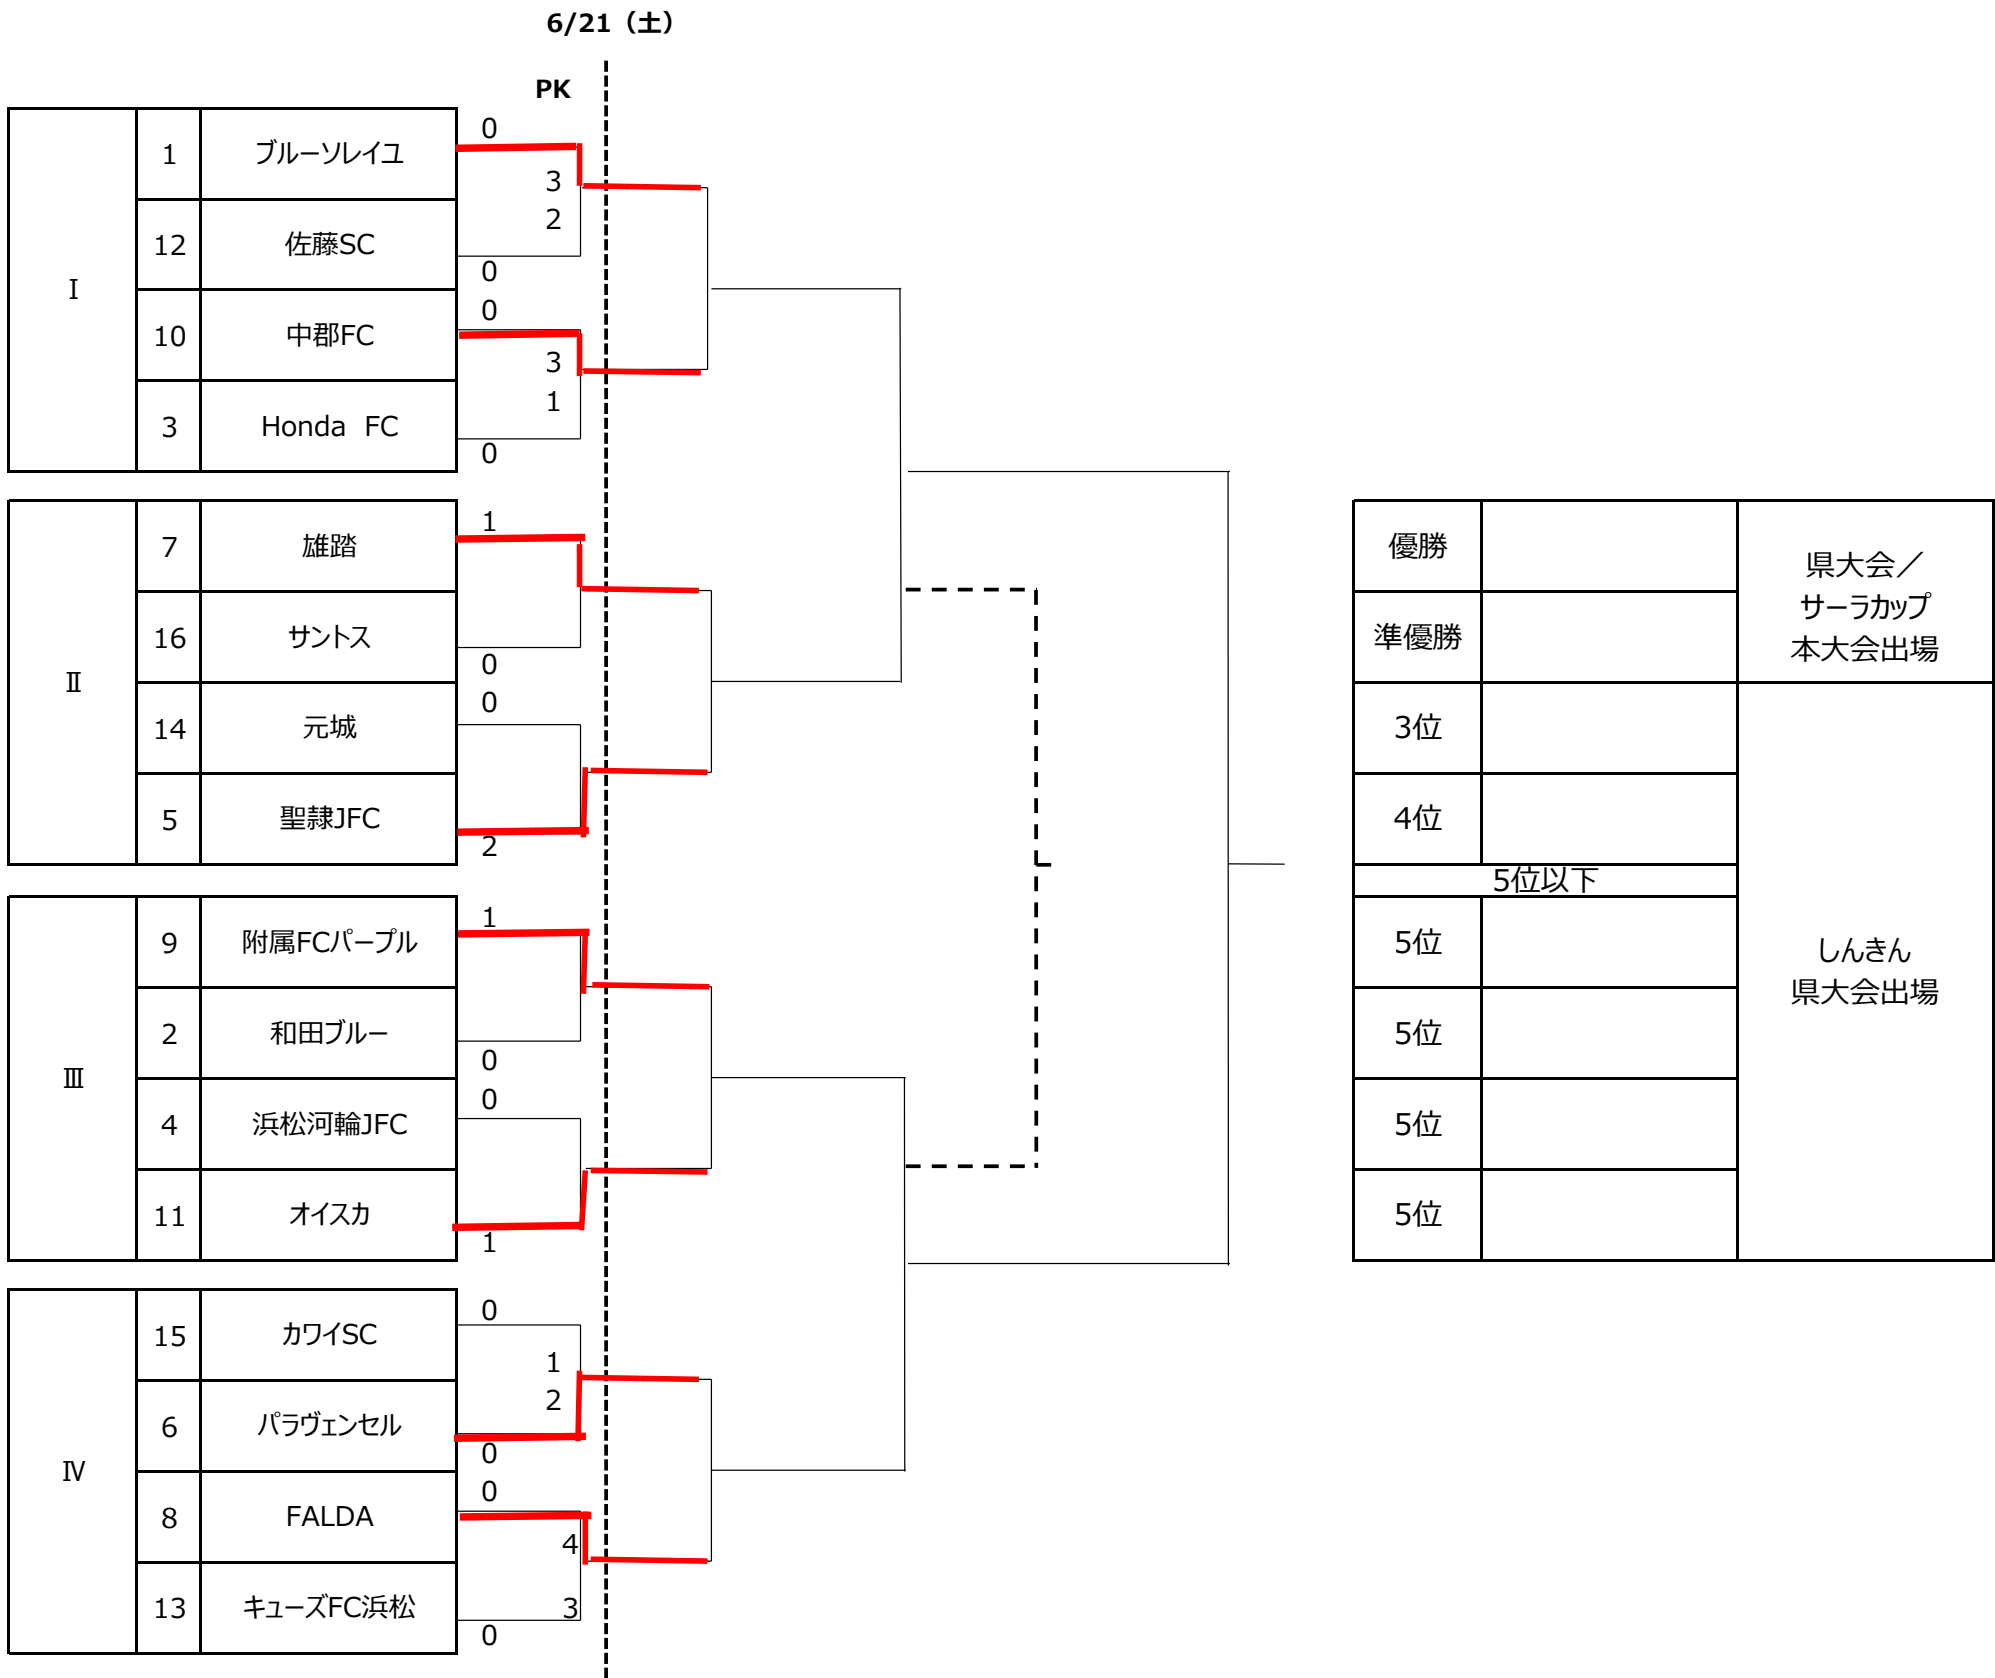 6/21（土）
PK
Ⅰ
1 ブルーソレイユ 0
3
2
12 佐藤SC
0
0
10 中郡FC
3
1
3 Honda　FC
0
Ⅱ
7 雄踏 1
16 サントス
0
0
14 元城
5 聖隷JFC
2
Ⅲ
9 附属FCパープル 1
2 和田ブルー
0
0
4 浜松河輪JFC
11 オイスカ
1
Ⅳ
15 カワイSC 0
1
2
6 パラヴェンセル
0
0
8 FALDA
4
13 キューズFC浜松 3
0
優勝
準優勝
県大会／
サーラカップ
本大会出場
3位
4位
5位以下
5位
5位
5位
5位
しんきん
県大会出場